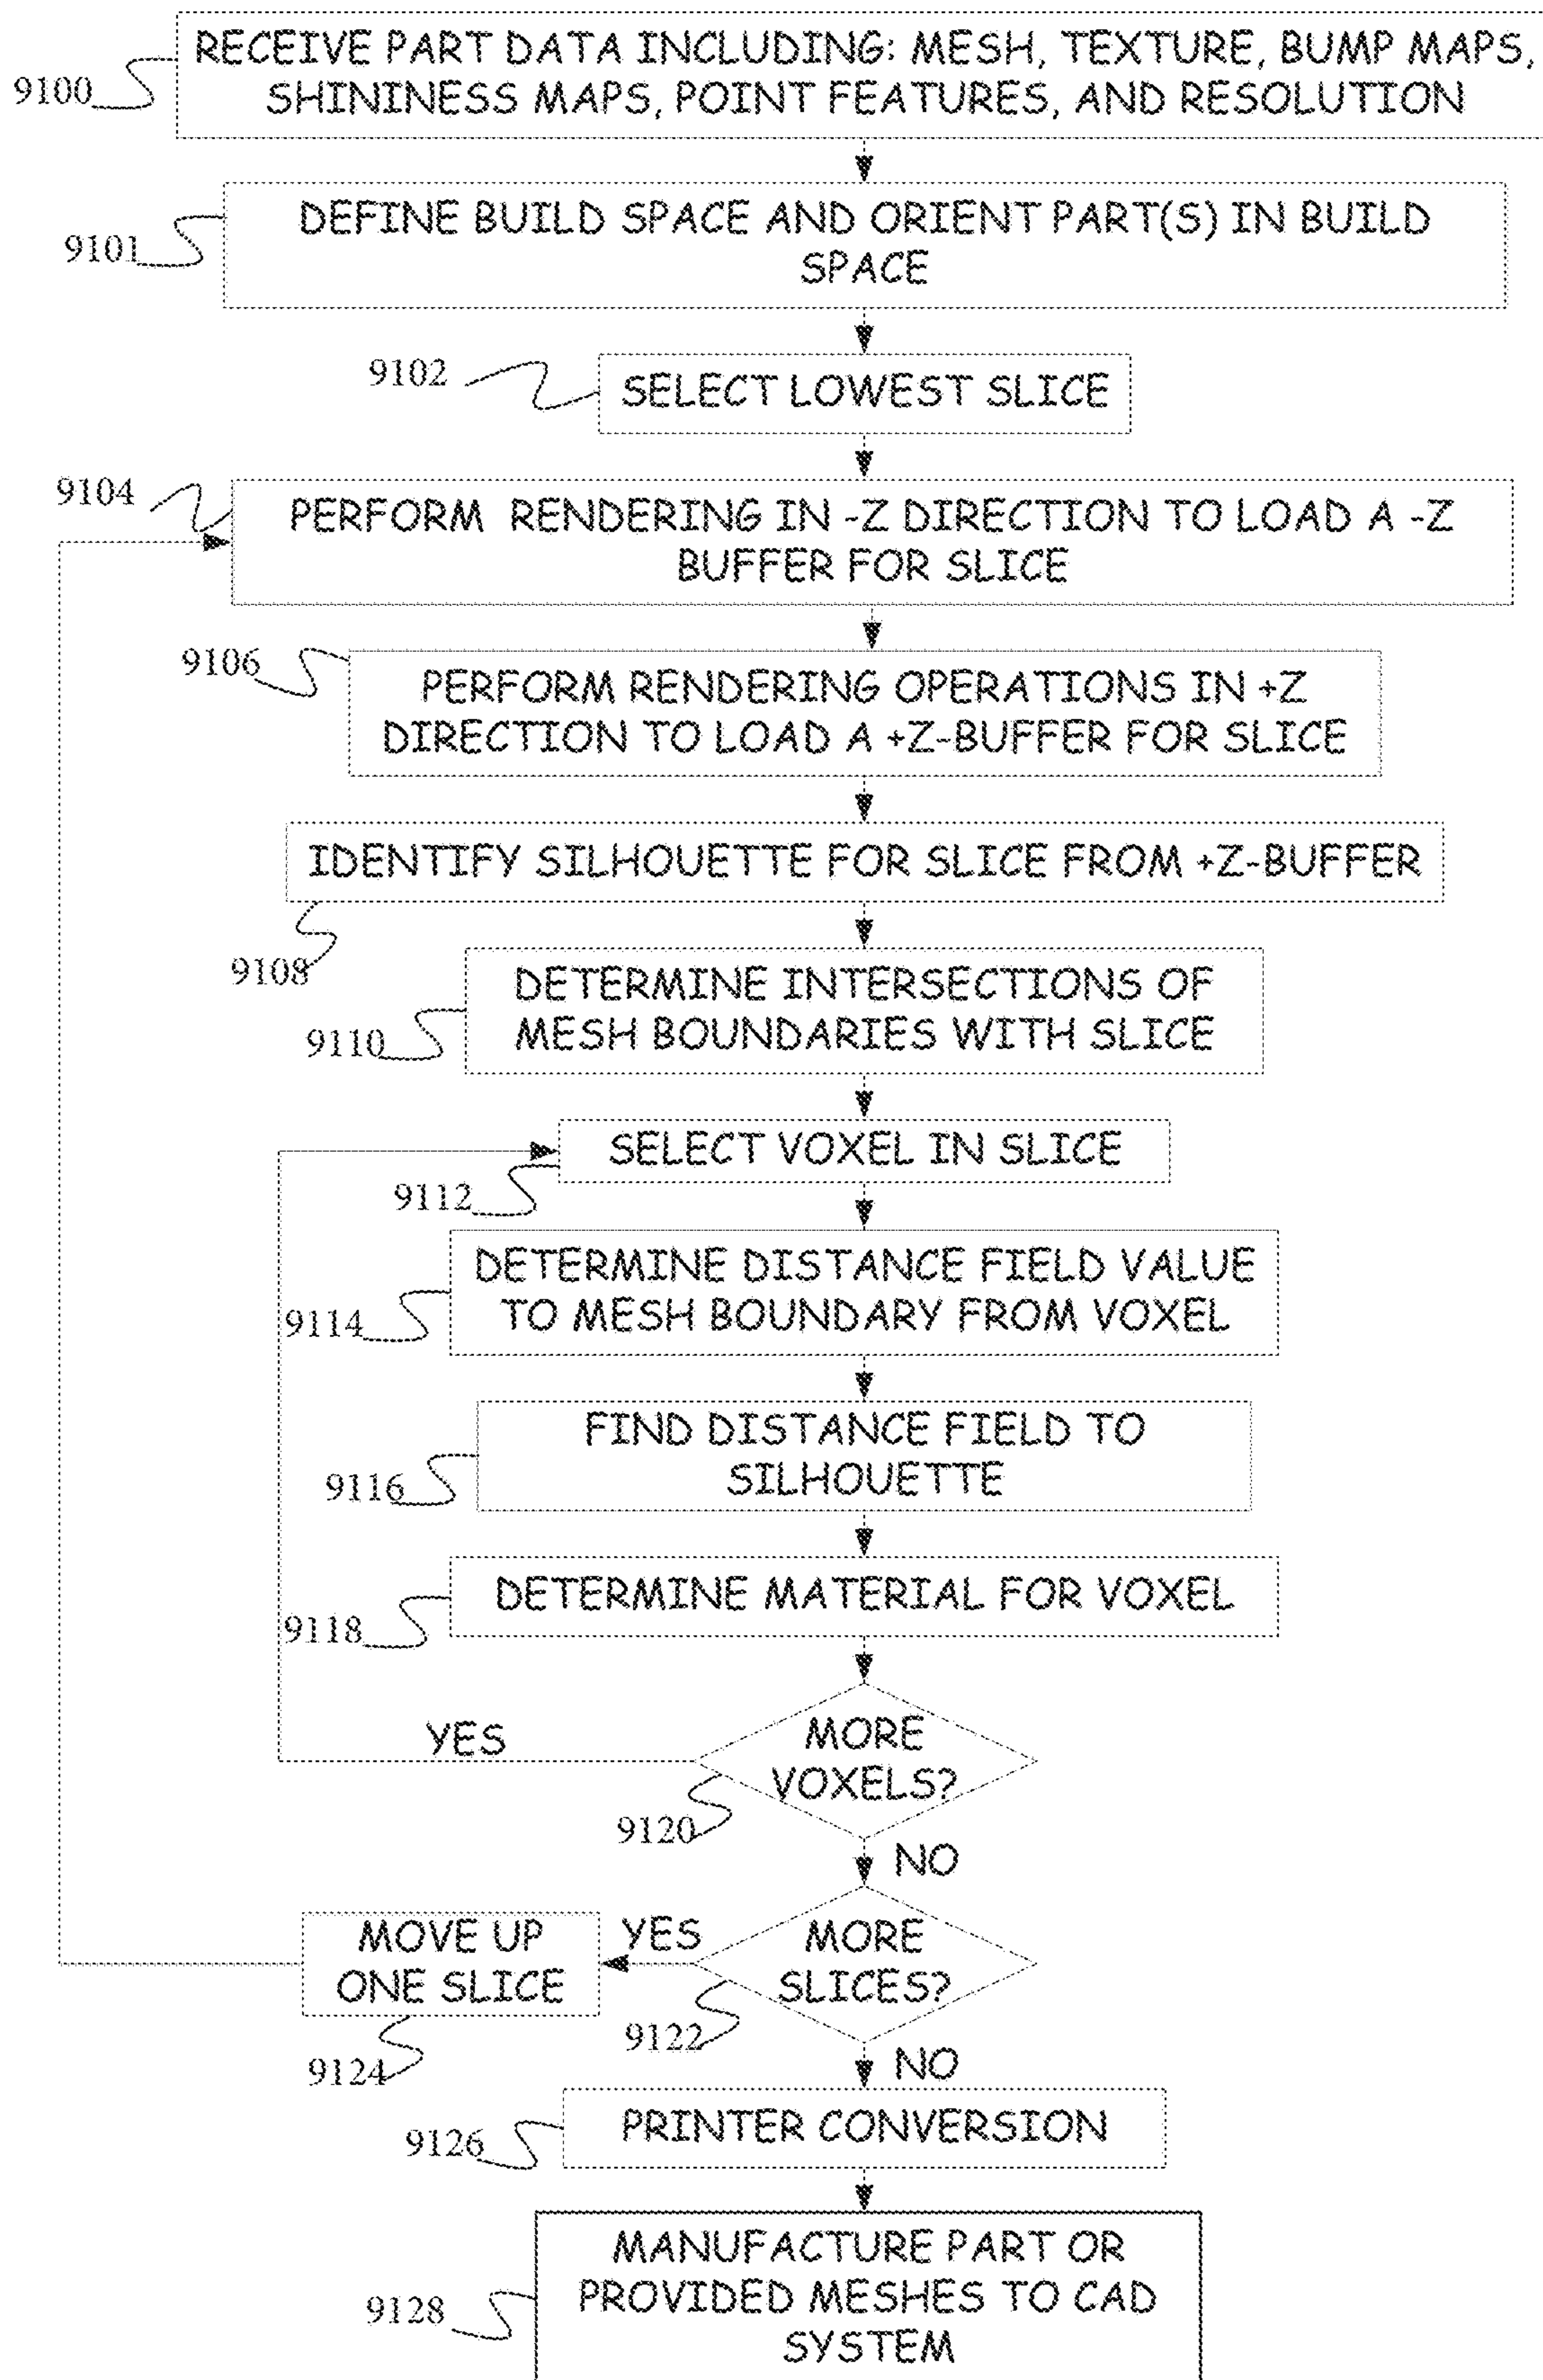 RECEIVE PART DATA INCLUDING: MESH, TEXTURE, BUMP MAPS,
SHININESS MAPS, POINT FEATURES, AND RESOLUTION
9100
DEFINE BUILD SPACE AND ORIENT PART(S) IN BUILD
SPACE
9101
9102
SELECT LOWEST SLICE
9104
PERFORM RENDERING IN -Z DIRECTION TO LOAD A -Z
BUFFER FOR SLICE
9106
PERFORM RENDERING OPERATIONS IN +Z
DIRECTION TO LOAD A +Z-BUFFER FOR SLICE
IDENTIFY SILHOUETTE FOR SLICE FROM +Z-BUFFER
9108
DETERMINE INTERSECTIONS OF
MESH BOUNDARIES WITH SLICE
9110
SELECT VOXEL IN SLICE
9112
DETERMINE DISTANCE FIELD VALUE
TO MESH BOUNDARY FROM VOXEL
9114
FIND DISTANCE FIELD TO
SILHOUETTE
9116
DETERMINE MATERIAL FOR VOXEL
9118
YES
MORE
VOXELS?
9120
NO
MOVE UP
ONE SLICE
YES
MORE
SLICES?
9122
9124
NO
PRINTER CONVERSION
9126
MANUFACTURE PART OR
PROVIDED MESHES TO CAD
SYSTEM
9128